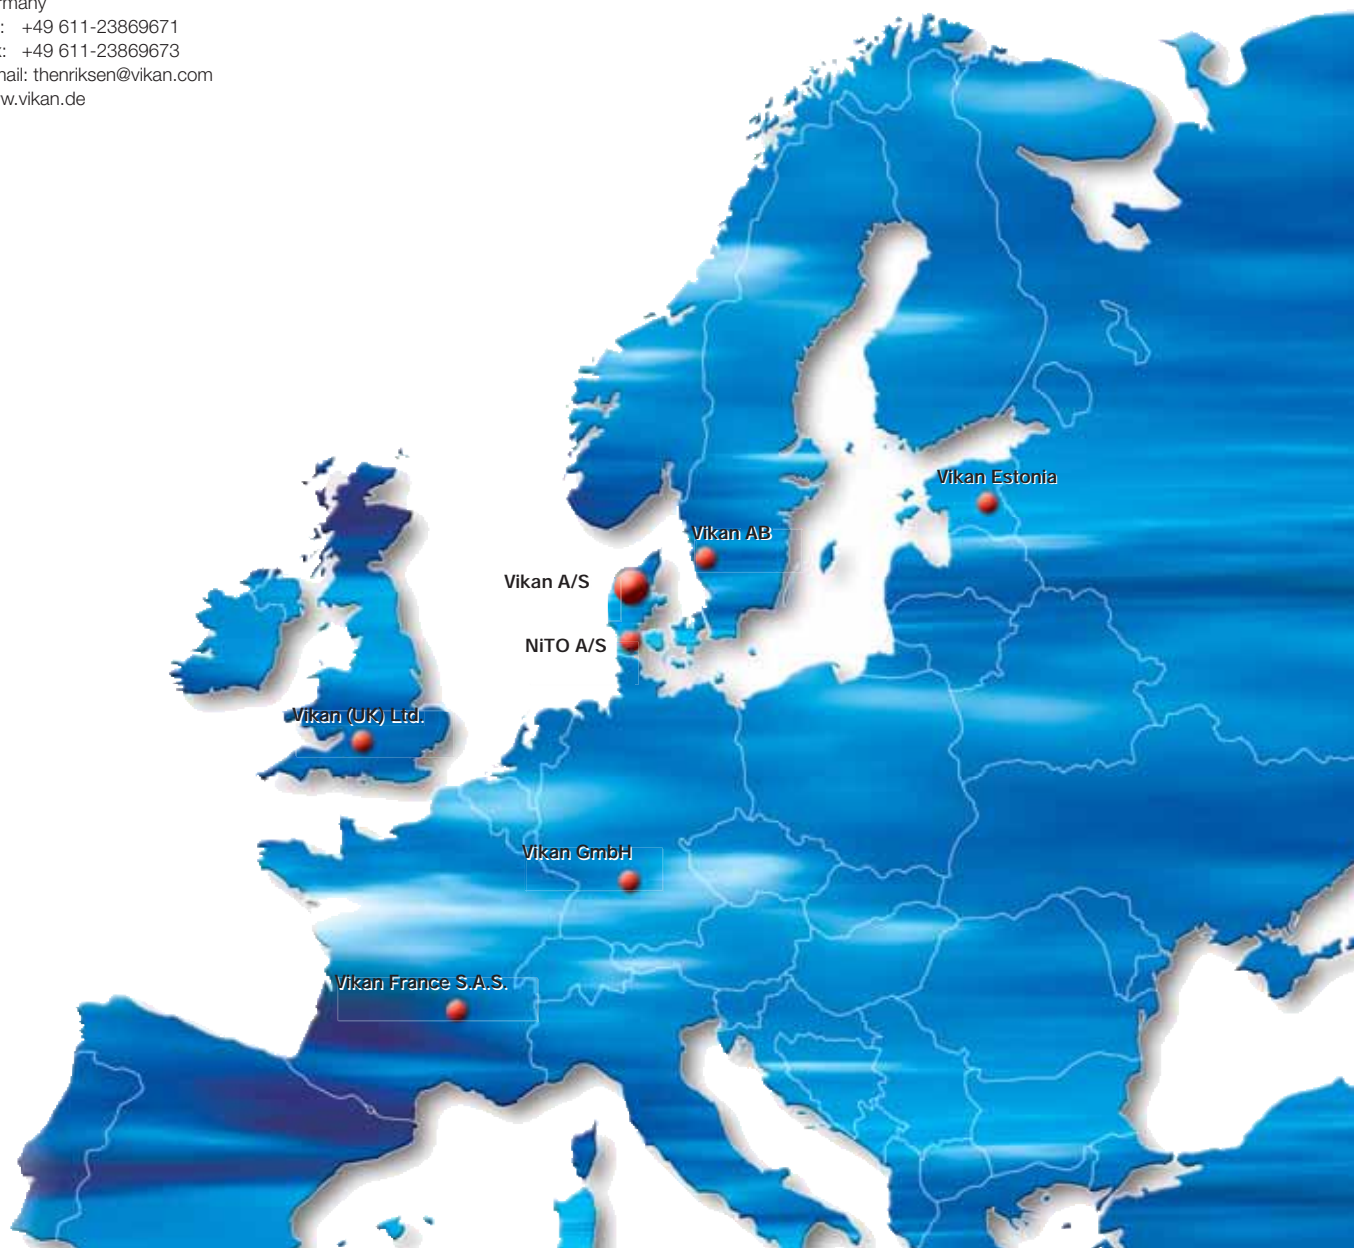 rmany
: +49 611-23869671
x: +49 611-23869673
mail: thenriksen@vikan.com
w.vikan.de
Vikan Estonia
Vikan AB
Vikan A/S
NiTO A/S
Vikan (UK) Ltd.
Vikan GmbH
Vikan France S.A.S.